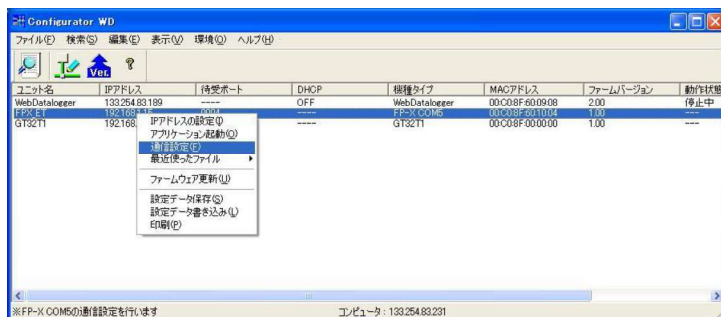 Configurator WD
ファイル(F) 検索(S) 編集(E) 表示(V) 環境(O) ヘルプ(H)
Ver. ?
ユニット名 IPアドレス 待受ポート DHCP 機種タイプ MACアドレス ファームバージョン 動作状態
WebDatalogger 133.254.83.189 ---- OFF WebDatalogger 00:C0:8F:60:09:08 2.00 停止中
FPX ET ---- FP-X COM5 00:C0:8F:60:10:04 1.00 ---
GT32T1 192.168. ---- GT32T1 00:C0:8F:00:00:00 1.00 ---
IPアドレスの設定(I)
アプリケーション起動(O)
通信設定(F)
最近使ったファイル
ファームウェア更新(U)
設定データ保存(S)
設定データ書き込み(L)
印刷(P)
※FP-X COM5の通信設定を行います コンピュータ : 133.254.83.231